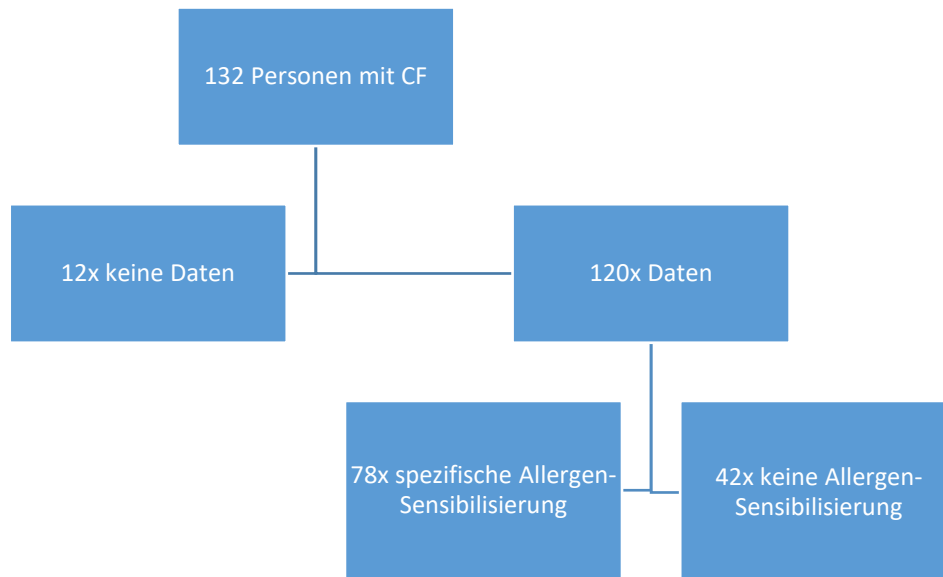 132 Personen mit CF
12x keine Daten
120x Daten
78x spezifische Allergen-
Sensibilisierung
42x keine Allergen-
Sensibilisierung